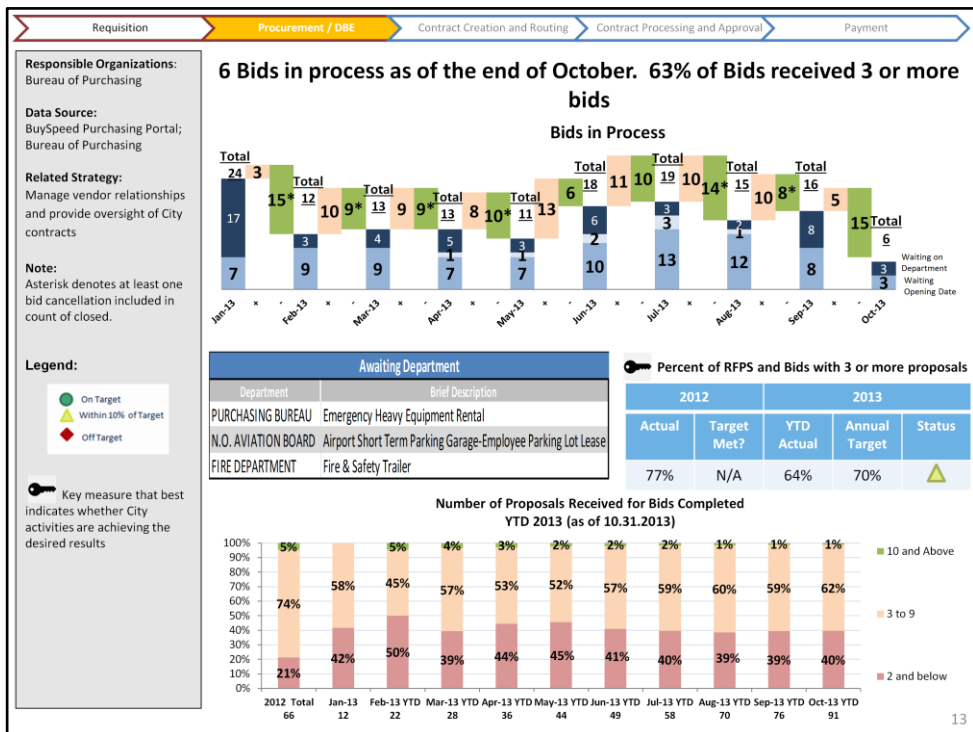 Requisition
Procurement / DBE
Contract Creation and Routing
Contract Processing and Approval
Payment
Responsible Organizations:
Bureau of Purchasing
Data Source:
BuySpeed Purchasing Portal;
Bureau of Purchasing
Related Strategy:
Manage vendor relationships
and provide oversight of City
contracts
Note:
Asterisk denotes at least one
bid cancellation included in
count of closed.
Legend:
On Target
Within 10% of Target
Off Target
Key measure that best
indicates whether City
activities are achieving the
desired results
6 Bids in process as of the end of October. 63% of Bids received 3 or more
bids
Bids in Process
Total
24
17
7
3
15*
Total
12
3
9
10
9*
Total
13
4
9
9
9*
Total
13
5
1
7
8
10*
Total
11
3
1
7
13
6
Total
18
6
2
10
11
10
Total
19
3
3
13
10
14*
Total
15
2
1
12
10
8*
Total
16
8
8
5
15
Total
6
3
3
Waiting on
Department
Waiting
Opening Date
Jan-13 + - Feb-13 + - Mar-13 + - Apr-13 + - May-13 + - Jun-13 + - Jul-13 + - Aug-13 + - Sep-13 + - Oct-13
Awaiting Department
Department Brief Description
PURCHASING BUREAU Emergency Heavy Equipment Rental
N.O. AVIATION BOARD Airport Short Term Parking Garage-Employee Parking Lot Lease
FIRE DEPARTMENT Fire & Safety Trailer
Percent of RFPS and Bids with 3 or more proposals
2012 2013
Actual Target Met? YTD Actual Annual Target Status
77% N/A 64% 70%
Number of Proposals Received for Bids Completed
YTD 2013 (as of 10.31.2013)
100%
90%
80%
70%
60%
50%
40%
30%
20%
10%
0%
5% 5% 4% 3% 2% 2% 2% 1% 1% 1%
74% 58% 45% 57% 53% 52% 57% 59% 60% 59% 62%
21% 42% 50% 39% 44% 45% 41% 40% 39% 39% 40%
10 and Above
3 to 9
2 and below
2012 Total Jan-13 Feb-13 YTD Mar-13 YTD Apr-13 YTD May-13 YTD Jun-13 YTD Jul-13 YTD Aug-13 YTD Sep-13 YTD Oct-13 YTD
66 12 22 28 36 44 49 58 70 76 91
13